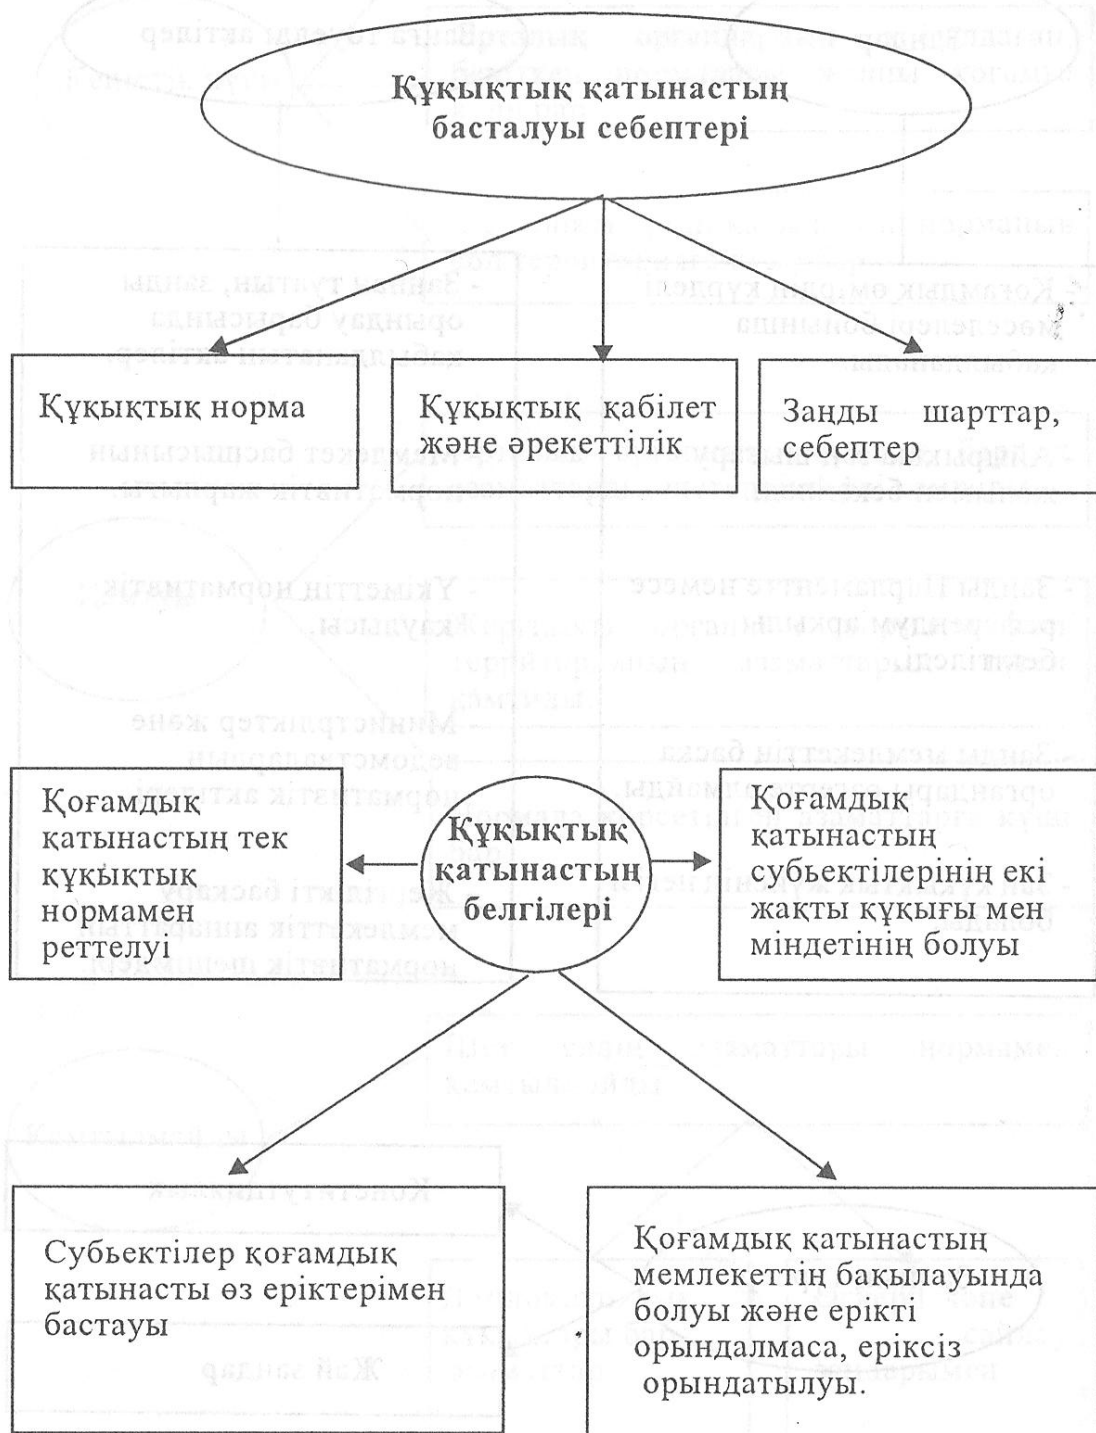 Құқықтық қатынастың
басталуы себептері
Құқықтық норма
Құқықтық қабілет
және әрекеттілік
Заңды шарттар,
себептер
Қоғамдық
қатынастың тек
құқықтық
нормамен
реттелуі
Құқықтық
қатынастың
белгілері
Қоғамдық
қатынастың
субьектілерінің екі
жақты құқығы мен
міндетінің болуы
Субьектілер қоғамдық
қатынасты өз еріктерімен
бастауы
Қоғамдық қатынастың
мемлекеттің бақылауында
болуы және ерікті
орындалмаса, еріксіз
орындатылуы.